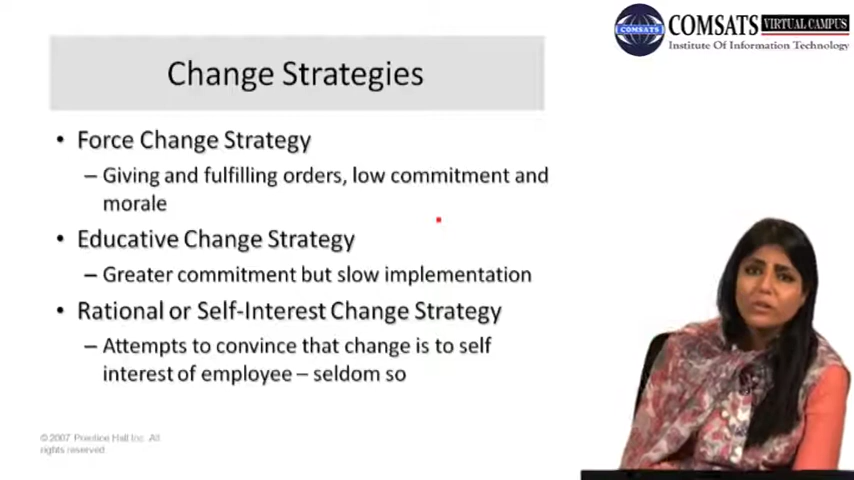 COMSATS VIRTUAL CAMPUS
COMSATS
Institute Of Information Technology
Change Strategies
• Force Change Strategy
– Giving and fulfilling orders, low commitment and
morale
• Educative Change Strategy
– Greater commitment but slow implementation
• Rational or Self-Interest Change Strategy
– Attempts to convince that change is to self
interest of employee – seldom so
© 2007 Prentice Hall Inc. All
rights reserved